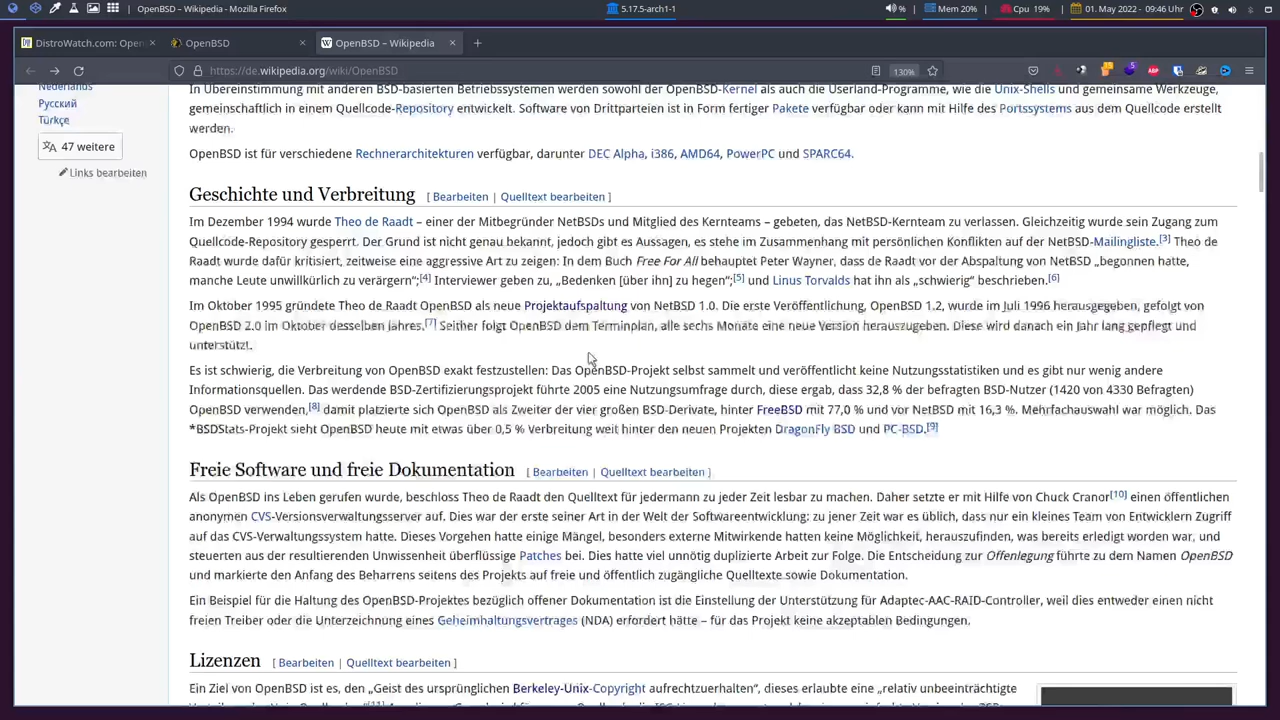 OpenBSD – Wikipedia - Mozilla Firefox
5.17.5-arch1-1
%
Mem 20%
Cpu 19%
01. May 2022 - 09:46 Uhr
DistroWatch.com: Open
OpenBSD
OpenBSD – Wikipedia
https://de.wikipedia.org/wiki/OpenBSD
130%
Nederlands
Русский
Türkçe
47 weitere
Links bearbeiten
In Übereinstimmung mit anderen BSD-basierten Betriebssystemen werden sowohl der OpenBSD-Kernel als auch die Userland-Programme, wie die Unix-Shells und gemeinsame Werkzeuge,
gemeinschaftlich in einem Quellcode-Repository entwickelt. Software von Drittparteien ist in Form fertiger Pakete verfügbar oder kann mit Hilfe des Portssystems aus dem Quellcode erstellt
werden.
OpenBSD ist für verschiedene Rechnerarchitekturen verfügbar, darunter DEC Alpha, i386, AMD64, PowerPC und SPARC64.
Geschichte und Verbreitung [ Bearbeiten | Quelltext bearbeiten ]
Im Dezember 1994 wurde Theo de Raadt – einer der Mitbegründer NetBSDs und Mitglied des Kernteams – gebeten, das NetBSD-Kernteam zu verlassen. Gleichzeitig wurde sein Zugang zum
Quellcode-Repository gesperrt. Der Grund ist nicht genau bekannt, jedoch gibt es Aussagen, es stehe im Zusammenhang mit persönlichen Konflikten auf der NetBSD-Mailingliste.[3] Theo de
Raadt wurde dafür kritisiert, zeitweise eine aggressive Art zu zeigen: In dem Buch Free For All behauptet Peter Wayner, dass de Raadt vor der Abspaltung von NetBSD „begonnen hatte,
manche Leute unwillkürlich zu verärgern“;[4] Interviewer geben zu, „Bedenken [über ihn] zu hegen“;[5] und Linus Torvalds hat ihn als „schwierig“ beschrieben.[6]
Im Oktober 1995 gründete Theo de Raadt OpenBSD als neue Projektaufspaltung von NetBSD 1.0. Die erste Veröffentlichung, OpenBSD 1.2, wurde im Juli 1996 herausgegeben, gefolgt von
OpenBSD 2.0 im Oktober desselben Jahres.[7] Seither folgt OpenBSD dem Terminplan, alle sechs Monate eine neue Version herauszugeben. Diese wird danach ein Jahr lang gepflegt und
unterstützt.
Es ist schwierig, die Verbreitung von OpenBSD exakt festzustellen: Das OpenBSD-Projekt selbst sammelt und veröffentlicht keine Nutzungsstatistiken und es gibt nur wenig andere
Informationsquellen. Das werdende BSD-Zertifizierungsprojekt führte 2005 eine Nutzungsumfrage durch, diese ergab, dass 32,8 % der befragten BSD-Nutzer (1420 von 4330 Befragten)
OpenBSD verwenden,[8] damit platzierte sich OpenBSD als Zweiter der vier großen BSD-Derivate, hinter FreeBSD mit 77,0 % und vor NetBSD mit 16,3 %. Mehrfachauswahl war möglich. Das
*BSDStats-Projekt sieht OpenBSD heute mit etwas über 0,5 % Verbreitung weit hinter den neuen Projekten DragonFly BSD und PC-BSD.[9]
Freie Software und freie Dokumentation [ Bearbeiten | Quelltext bearbeiten ]
Als OpenBSD ins Leben gerufen wurde, beschloss Theo de Raadt den Quelltext für jedermann zu jeder Zeit lesbar zu machen. Daher setzte er mit Hilfe von Chuck Cranor[10] einen öffentlichen
anonymen CVS-Versionsverwaltungsserver auf. Dies war der erste seiner Art in der Welt der Softwareentwicklung: zu jener Zeit war es üblich, dass nur ein kleines Team von Entwicklern Zugriff
auf das CVS-Verwaltungssystem hatte. Dieses Vorgehen hatte einige Mängel, besonders externe Mitwirkende hatten keine Möglichkeit, herauszufinden, was bereits erledigt worden war, und
steuerten aus der resultierenden Unwissenheit überflüssige Patches bei. Dies hatte viel unnötig duplizierte Arbeit zur Folge. Die Entscheidung zur Offenlegung führte zu dem Namen OpenBSD
und markierte den Anfang des Beharrens seitens des Projekts auf freie und öffentlich zugängliche Quelltexte sowie Dokumentation.
Ein Beispiel für die Haltung des OpenBSD-Projektes bezüglich offener Dokumentation ist die Einstellung der Unterstützung für Adaptec-AAC-RAID-Controller, weil dies entweder einen nicht
freien Treiber oder die Unterzeichnung eines Geheimhaltungsvertrages (NDA) erfordert hätte – für das Projekt keine akzeptablen Bedingungen.
Lizenzen [ Bearbeiten | Quelltext bearbeiten ]
Ein Ziel von OpenBSD ist es, den „Geist des ursprünglichen Berkeley-Unix-Copyright aufrechtzuerhalten“, dieses erlaubte eine „relativ unbeeinträchtigte